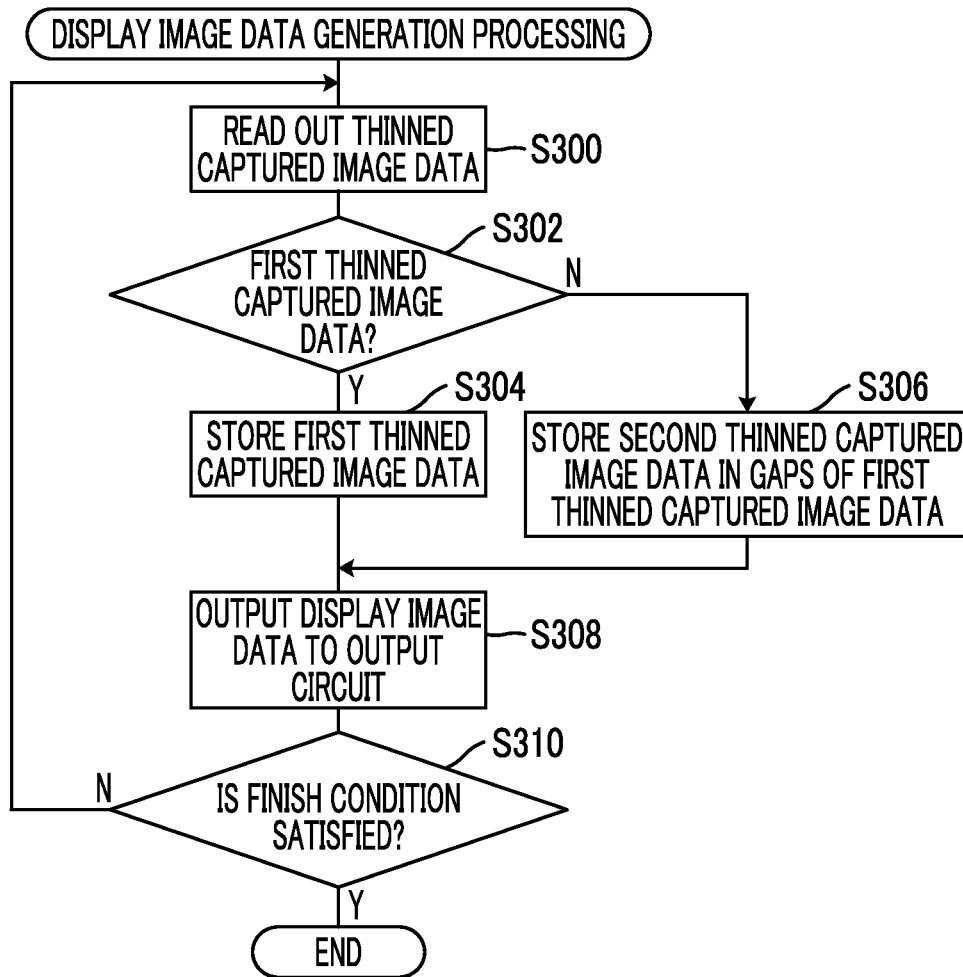 DISPLAY IMAGE DATA GENERATION PROCESSING
READ OUT THINNED
CAPTURED IMAGE DATA
S300
S302
FIRST THINNED
CAPTURED IMAGE
DATA?
N
Y
S304
STORE FIRST THINNED
CAPTURED IMAGE DATA
S306
STORE SECOND THINNED CAPTURED
IMAGE DATA IN GAPS OF FIRST
THINNED CAPTURED IMAGE DATA
OUTPUT DISPLAY IMAGE
DATA TO OUTPUT
CIRCUIT
S308
S310
N
IS FINISH CONDITION
SATISFIED?
Y
END